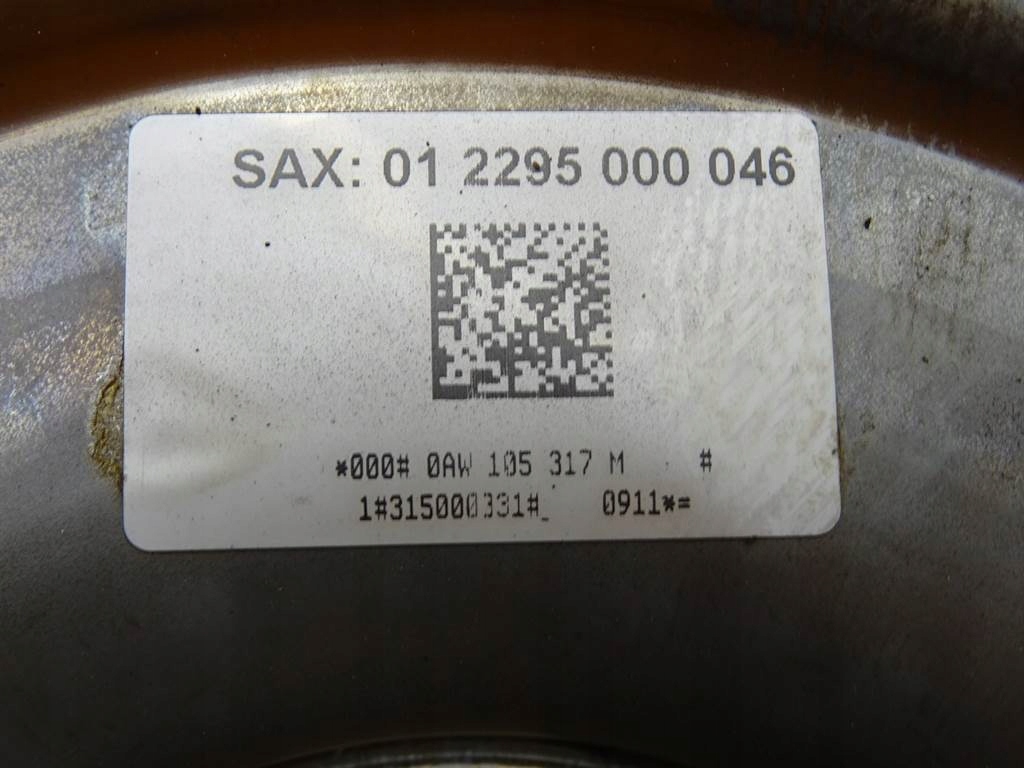 SAX: 01 2295 000 046
*000# 0AW 105 317 M #
1#315000331#_ 0911*=